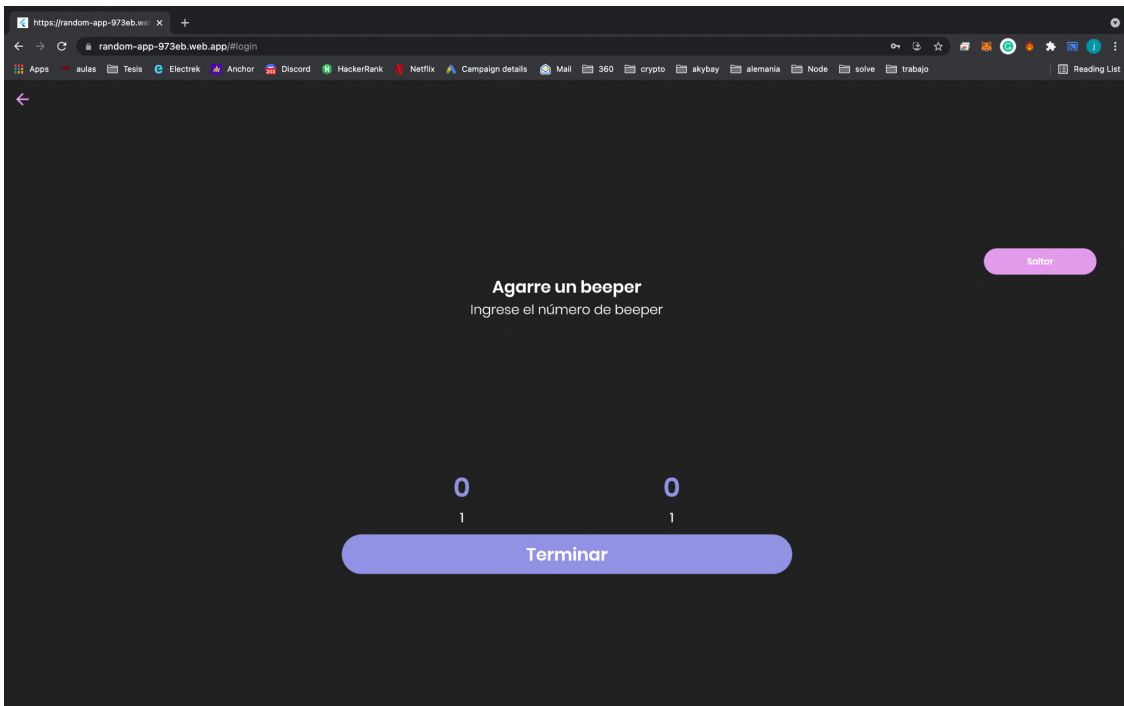 https://random-app-973eb.we
random-app-973eb.web.app/#login
Apps aulas Tesis Electrek Anchor 203 Discord HackerRank Netflix Campaign details Mail 360 crypto akybay alemania Node solve trabajo Reading List
Saltar
Agarre un beeper
Ingrese el número de beeper
0 0
1 1
Terminar